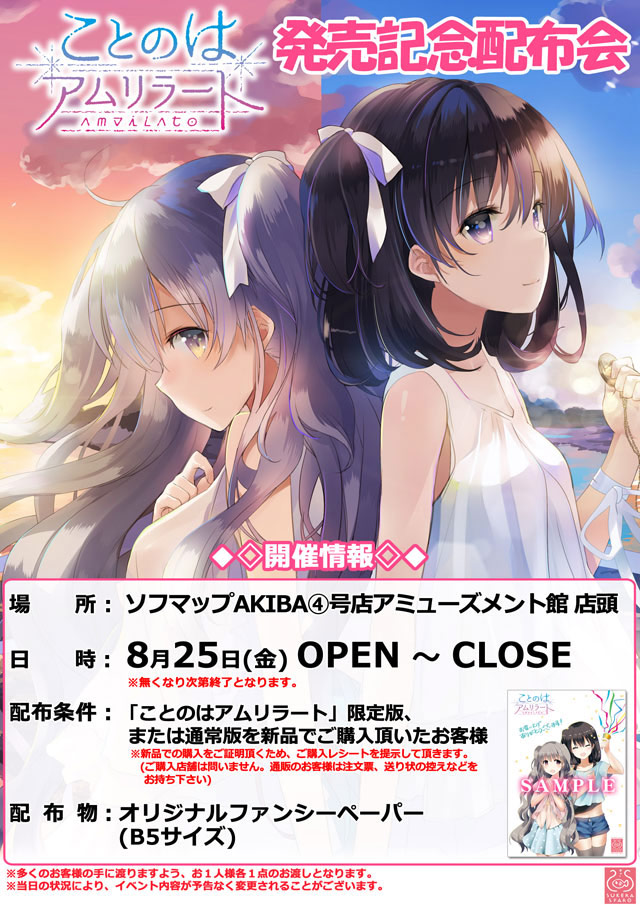 ことのは
アムリラート
AMVILATO
発売記念配布会
◆◇開催情報◇◆
場　所：ソフマップAKIBA④号店アミューズメント館 店頭
日　時：8月25日(金) OPEN ～ CLOSE
※無くなり次第終了となります。
配布条件：「ことのはアムリラート」限定版、
または通常版を新品でご購入頂いたお客様
※新品での購入をご証明頂くため、ご購入レシートを提示して頂きます。
(ご購入店舗は問いません。通販のお客様は注文票、送り状の控えなどを
お持ち下さい)
配 布 物：オリジナルファンシーペーパー
(B5サイズ)
ことのは
アムリラート
SAMPLE
※多くのお客様の手に渡りますよう、お１人様各１点のお渡しとなります。
※当日の状況により、イベント内容が予告なく変更されることがございます。
SUKERA
SPARO